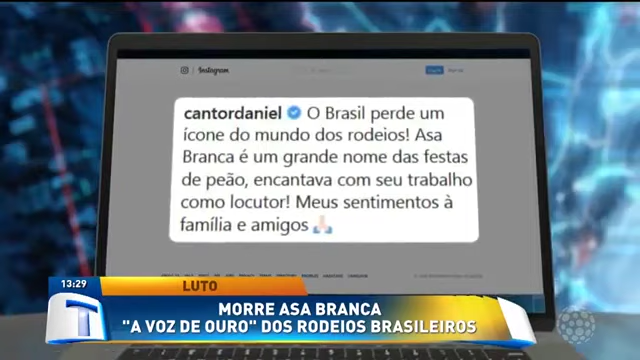 Instagram
cantordaniel O Brasil perde um
ícone do mundo dos rodeios! Asa
Branca é um grande nome das festas
de peão, encantava com seu trabalho
como locutor! Meus sentimentos à
família e amigos 🙏🏻
13:29
LUTO
T
MORRE ASA BRANCA
"A VOZ DE OURO" DOS RODEIOS BRASILEIROS